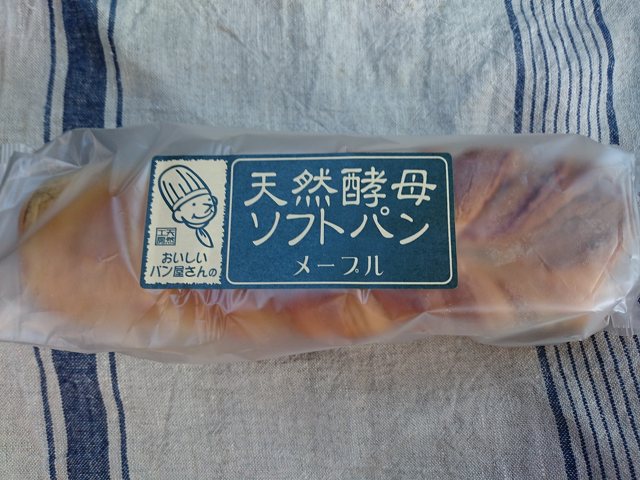 天然酵母
ソフトパン
メープル
おいしい
パン屋さんの